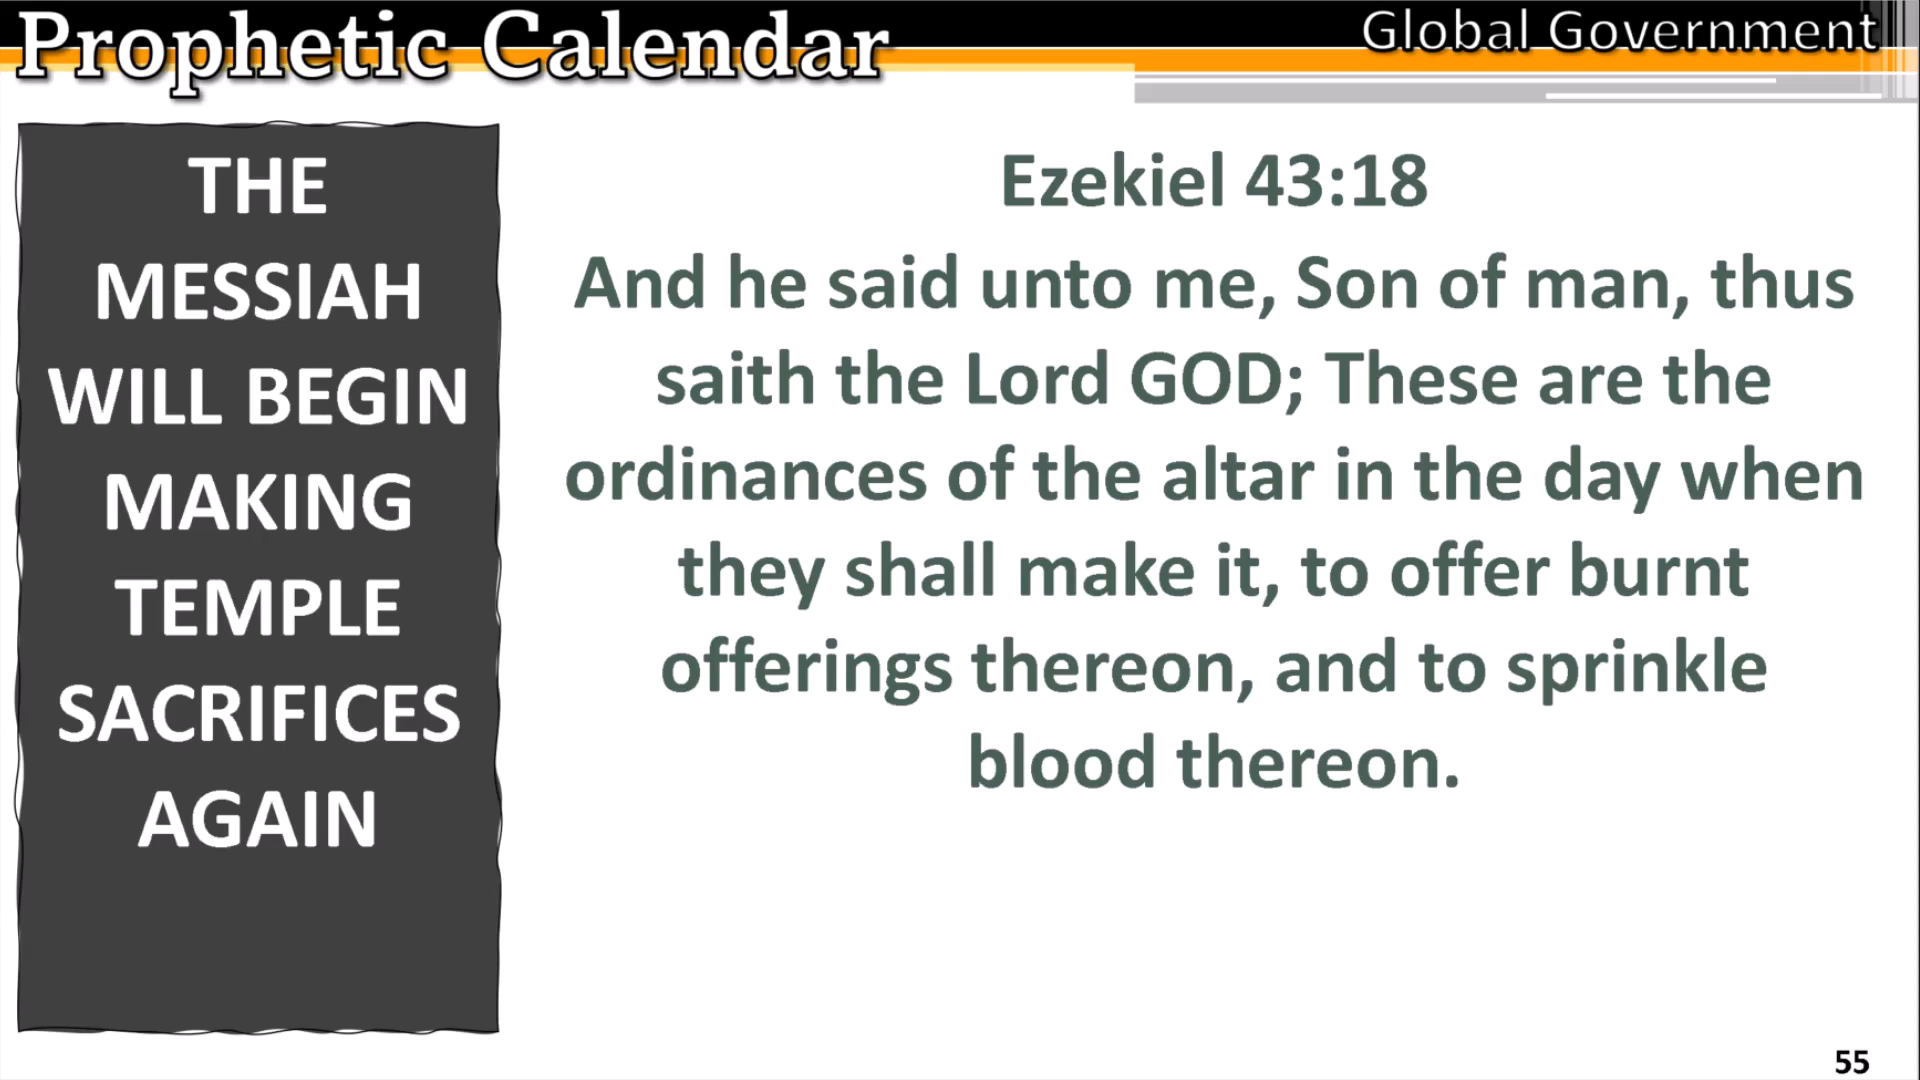 Prophetic Calendar
Global Government
THE
MESSIAH
WILL BEGIN
MAKING
TEMPLE
SACRIFICES
AGAIN
Ezekiel 43:18
And he said unto me, Son of man, thus
saith the Lord GOD; These are the
ordinances of the altar in the day when
they shall make it, to offer burnt
offerings thereon, and to sprinkle
blood thereon.
55